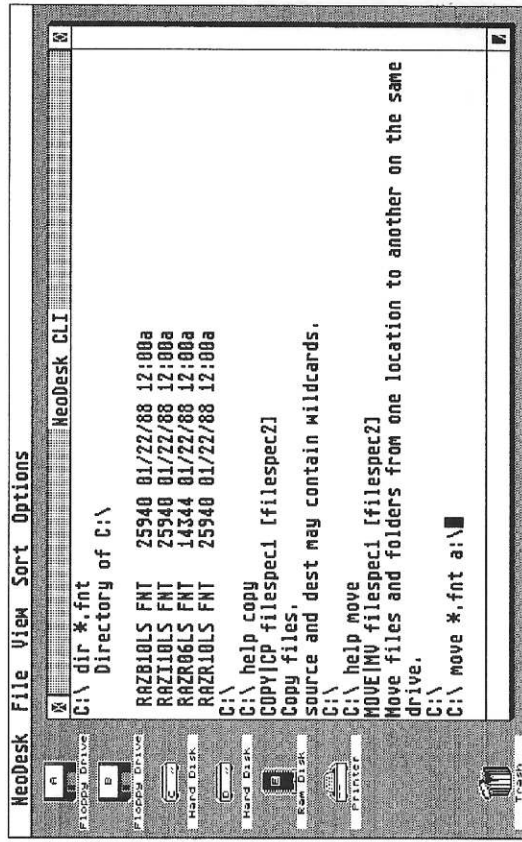 NeoDesk File View Sort Options
NeoDesk CLI
A
Floppy Drive
B
Floppy Drive
C
Hard Disk
D
Hard Disk
E
Ram Disk
Printer
Trash
C:\ dir *.fnt
Directory of C:\
RAZB10LS FNT 25940 01/22/88 12:00a
RAZI10LS FNT 25940 01/22/88 12:00a
RAZR06LS FNT 14344 01/22/88 12:00a
RAZR10LS FNT 25940 01/22/88 12:00a
C:\
C:\ help copy
COPY|CP filespec1 [filespec2]
Copy files.
source and dest may contain wildcards.
C:\
C:\ help move
MOVE|MV filespec1 [filespec2]
Move files and folders from one location to another on the same
drive.
C:\
C:\ move *.fnt a:\